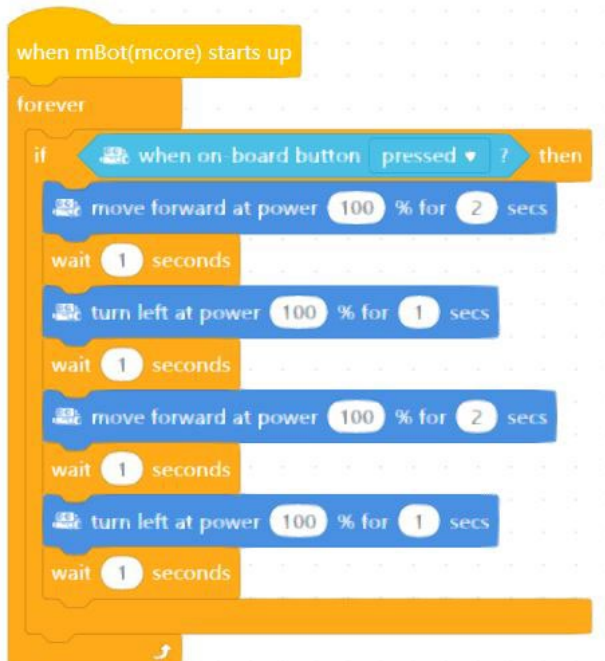 when mBot(mcore) starts up
forever
if when on-board button pressed ? then
move forward at power 100 % for 2 secs
wait 1 seconds
turn left at power 100 % for 1 secs
wait 1 seconds
move forward at power 100 % for 2 secs
wait 1 seconds
turn left at power 100 % for 1 secs
wait 1 seconds